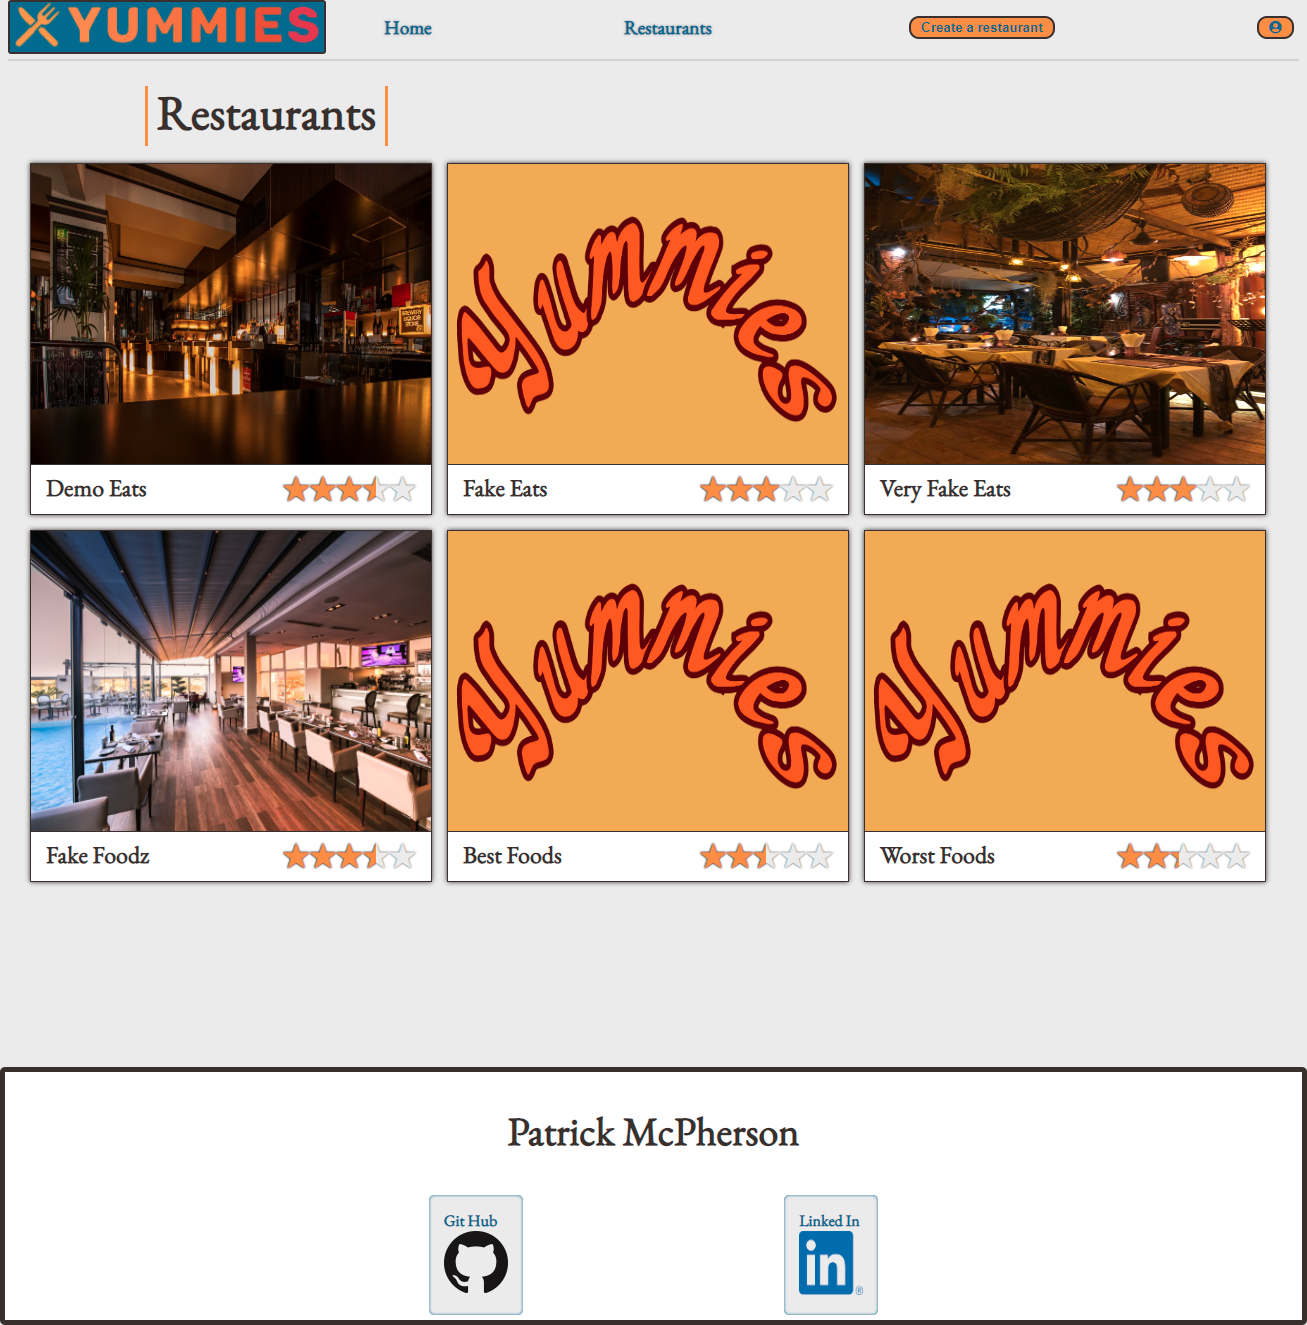 YUMMIES
Home
Restaurants
Create a restaurant
Restaurants
Yummies
Demo Eats
Fake Eats
Very Fake Eats
Yummies
Yummies
Fake Foodz
Best Foods
Worst Foods
Patrick McPherson
Git Hub
Linked In
in
®